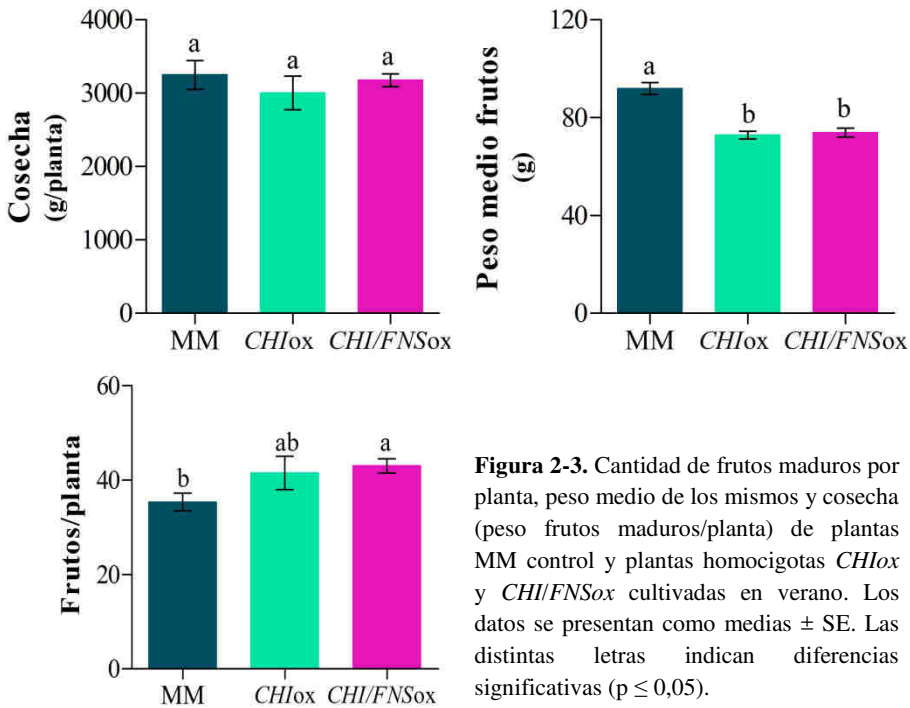 Cosecha
(g/planta)
4000
3000
2000
1000
0
a
a
a
MM
CHIox
CHI/FNSox
Peso medio frutos
(g)
120
80
40
0
a
b
b
MM
CHIox
CHI/FNSox
Frutos/planta
60
40
20
0
b
ab
a
MM
CHIox
CHI/FNSox
Figura 2-3. Cantidad de frutos maduros por
planta, peso medio de los mismos y cosecha
(peso frutos maduros/planta) de plantas
MM control y plantas homocigotas CHIox
y CHI/FNSox cultivadas en verano. Los
datos se presentan como medias ± SE. Las
distintas letras indican diferencias
significativas (p ≤ 0,05).